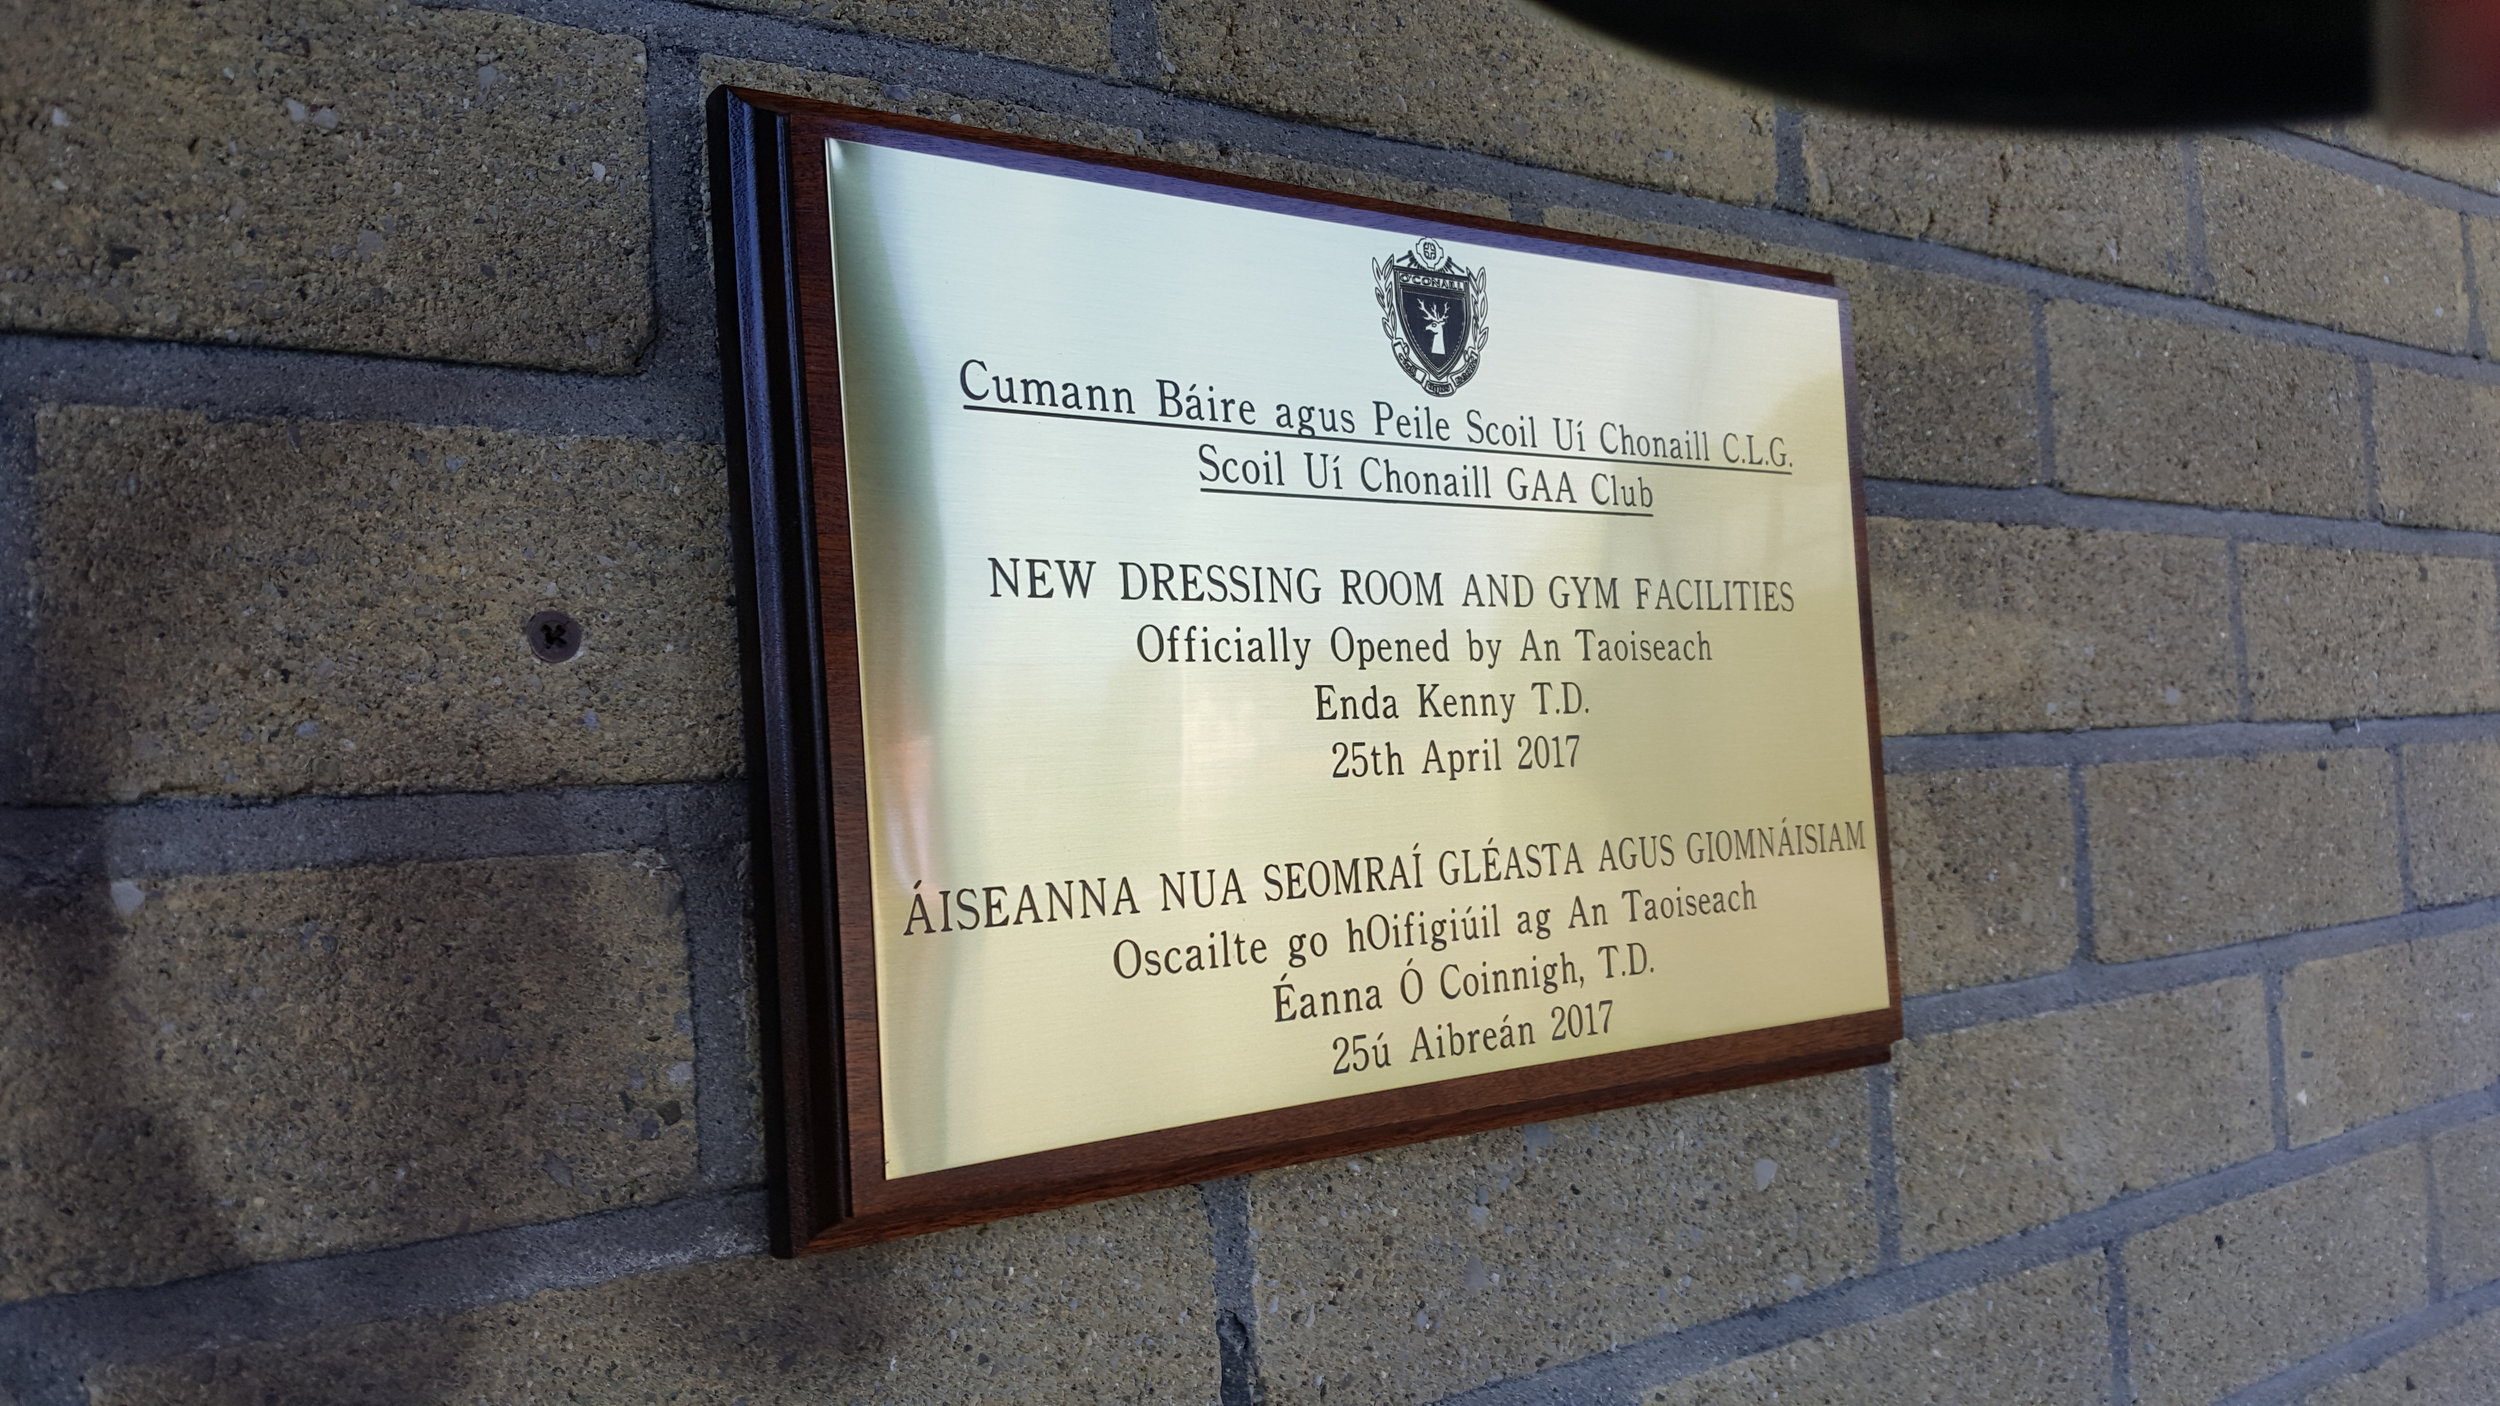 O'CONAILL
Cumann Báire agus Peile Scoil Uí Chonaill C.L.G.
Scoil Uí Chonaill GAA Club
NEW DRESSING ROOM AND GYM FACILITIES
Officially Opened by An Taoiseach
Enda Kenny T.D.
25th April 2017
ÁISEANNA NUA SEOMRAÍ GLÉASTA AGUS GIOMNÁISIAM
Oscailte go hOifigiúil ag An Taoiseach
Éanna Ó Coinnigh, T.D.
25ú Aibreán 2017